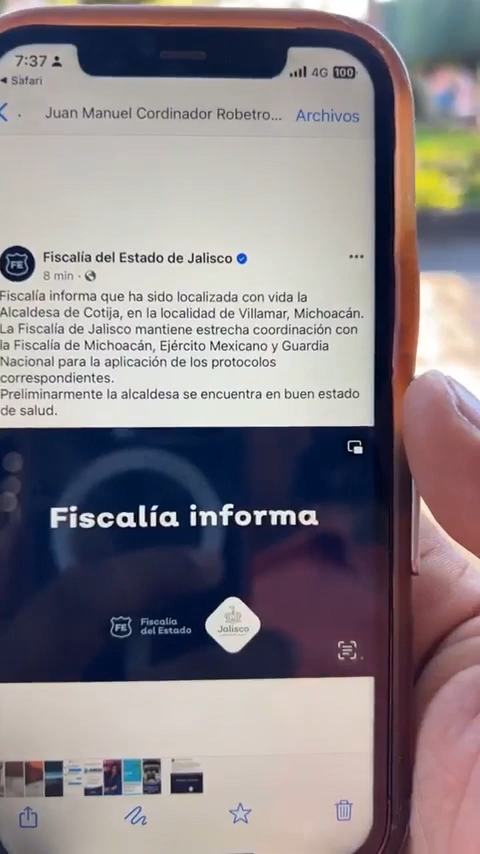 7:37
4G 100
Safari
Juan Manuel Cordinador Robetro... Archivos
Fiscalía del Estado de Jalisco
8 min
Fiscalía informa que ha sido localizada con vida la
Alcaldesa de Cotija, en la localidad de Villamar, Michoacán.
La Fiscalía de Jalisco mantiene estrecha coordinación con
la Fiscalía de Michoacán, Ejército Mexicano y Guardia
Nacional para la aplicación de los protocolos
correspondientes.
Preliminarmente la alcaldesa se encuentra en buen estado
de salud.
Fiscalía informa
FE
Fiscalía
del Estado
Jalisco